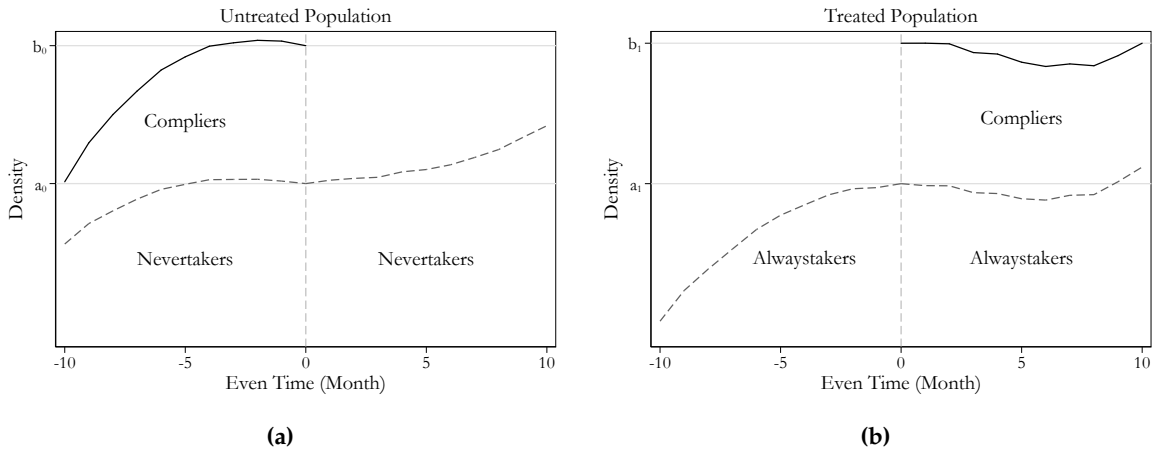 Untreated Population
b₀
Compliers
a₀
Density
Nevertakers
Nevertakers
-10 -5 0 5 10
Even Time (Month)
(a)
Treated Population
b₁
Compliers
a₁
Density
Alwaystakers
Alwaystakers
-10 -5 0 5 10
Even Time (Month)
(b)